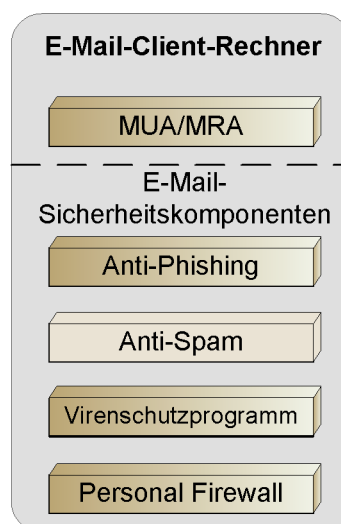 E-Mail-Client-Rechner
MUA/MRA
E-Mail-
Sicherheitskomponenten
Anti-Phishing
Anti-Spam
Virenschutzprogramm
Personal Firewall